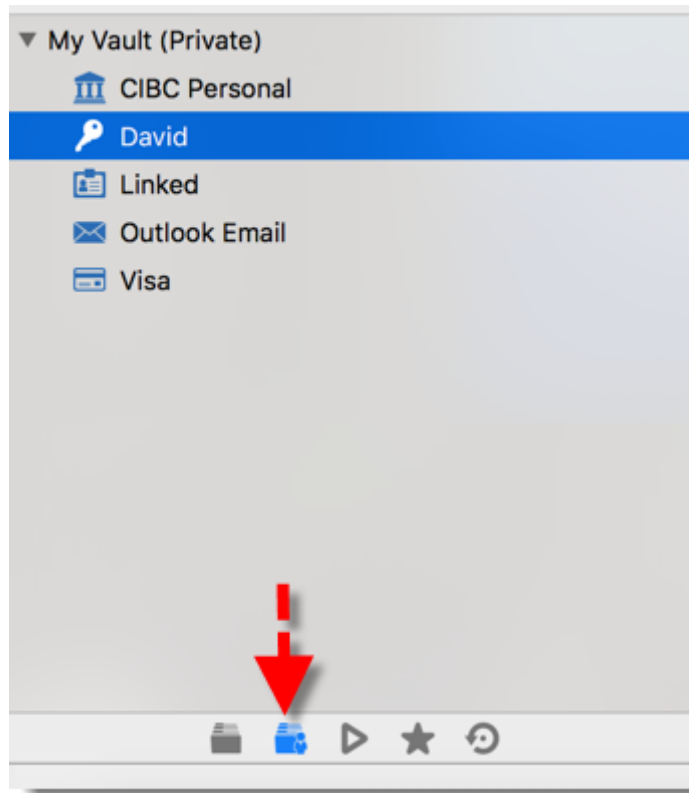 My Vault (Private)
CIBC Personal
David
Linked
Outlook Email
Visa